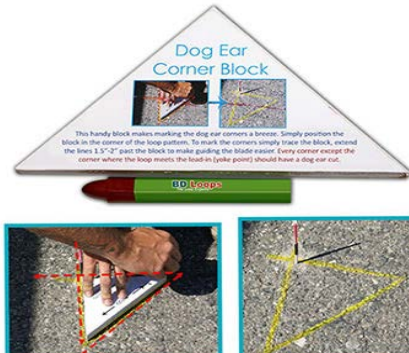 Dog Ear
Corner Block
This handy block makes marking the dog ear corners a breeze. Simply position the
block in the corner of the loop pattern. To mark the corners simply trace the block, extend
the lines 1.5"-2" past the block to make guiding the blade easier. Every corner except the
corner where the loop meets the lead-in (yoke point) should have a dog ear cut.
BD Loops